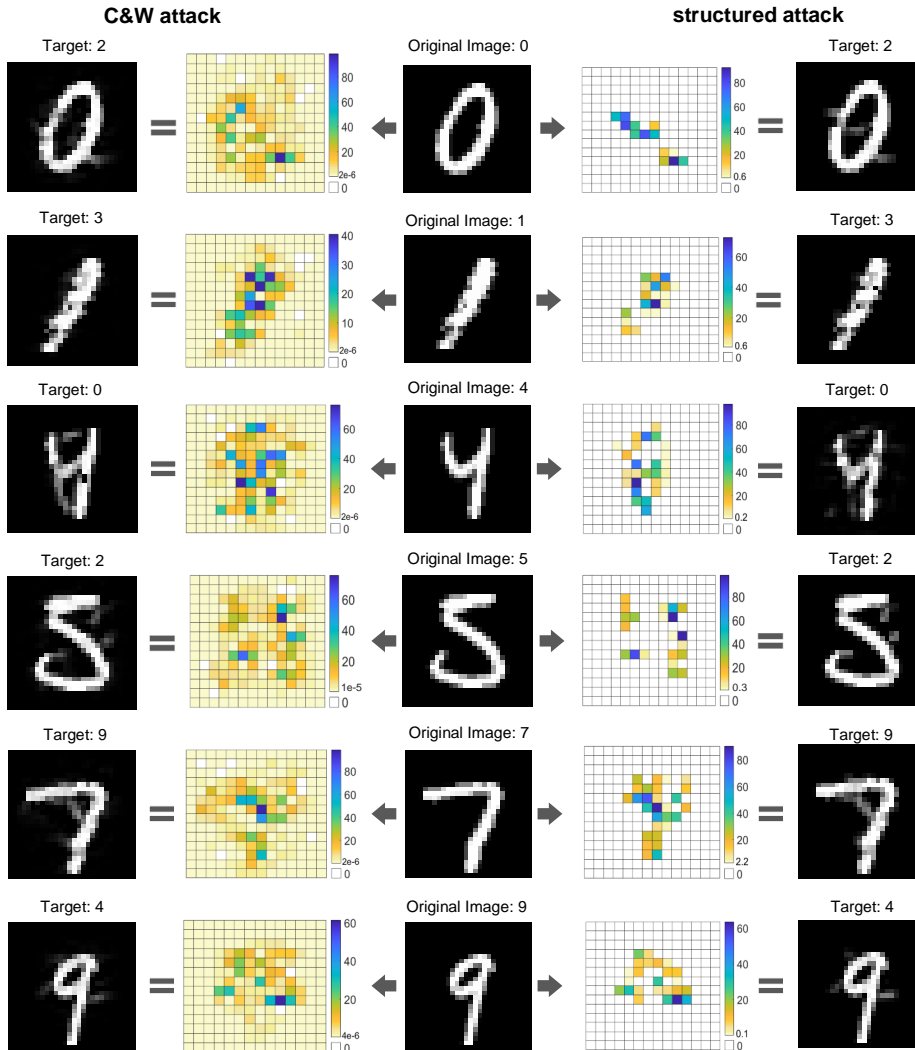 C&W attack
structured attack
Target: 2
Original Image: 0
Target: 2
80
60
40
20
2e-6
0
80
60
40
20
0.6
0
Target: 3
Original Image: 1
Target: 3
40
30
20
10
2e-6
0
60
40
20
0.6
0
Target: 0
Original Image: 4
Target: 0
60
40
20
2e-6
0
80
60
40
20
0.2
0
Target: 2
Original Image: 5
Target: 2
60
40
20
1e-5
0
80
60
40
20
0.3
0
Target: 9
Original Image: 7
Target: 9
80
60
40
20
2e-6
0
80
60
40
20
2.2
0
Target: 4
Original Image: 9
Target: 4
60
40
20
4e-6
0
60
40
20
0.1
0